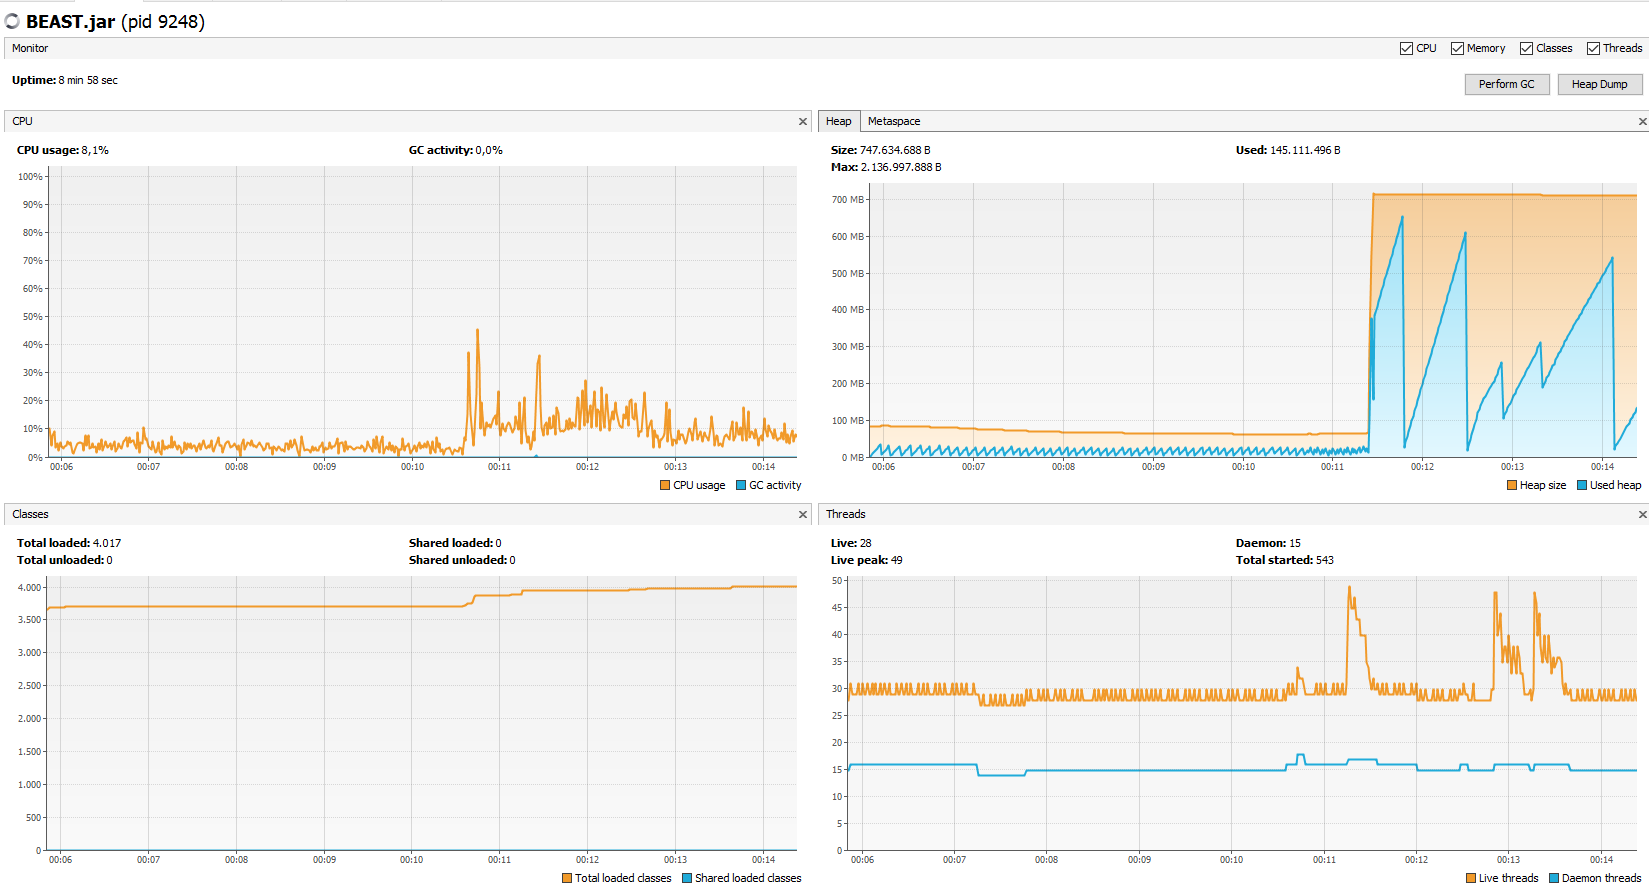 BEAST.jar (pid 9248)
Monitor
CPU Memory Classes Threads
Uptime: 8 min 58 sec
Perform GC Heap Dump
CPU
CPU usage: 8,1% GC activity: 0,0%
100%
90%
80%
70%
60%
50%
40%
30%
20%
10%
0%
00:06 00:07 00:08 00:09 00:10 00:11 00:12 00:13 00:14
CPU usage GC activity
Heap Metaspace
Size: 747.634.688 B Used: 145.111.496 B
Max: 2.136.997.888 B
700 MB
600 MB
500 MB
400 MB
300 MB
200 MB
100 MB
0 MB
00:06 00:07 00:08 00:09 00:10 00:11 00:12 00:13 00:14
Heap size Used heap
Classes
Total loaded: 4.017 Shared loaded: 0
Total unloaded: 0 Shared unloaded: 0
4.000
3.500
3.000
2.500
2.000
1.500
1.000
500
0
00:06 00:07 00:08 00:09 00:10 00:11 00:12 00:13 00:14
Total loaded classes Shared loaded classes
Threads
Live: 28 Daemon: 15
Live peak: 49 Total started: 543
50
45
40
35
30
25
20
15
10
5
0
00:06 00:07 00:08 00:09 00:10 00:11 00:12 00:13 00:14
Live threads Daemon threads